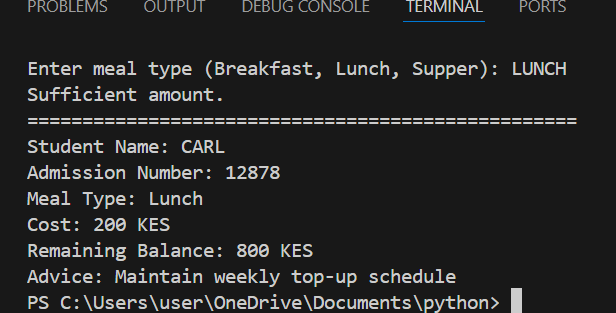 PROBLEMS OUTPUT DEBUG CONSOLE TERMINAL PORTS
Enter meal type (Breakfast, Lunch, Supper): LUNCH
Sufficient amount.
==================================================
Student Name: CARL
Admission Number: 12878
Meal Type: Lunch
Cost: 200 KES
Remaining Balance: 800 KES
Advice: Maintain weekly top-up schedule
PS C:\Users\user\OneDrive\Documents\python>